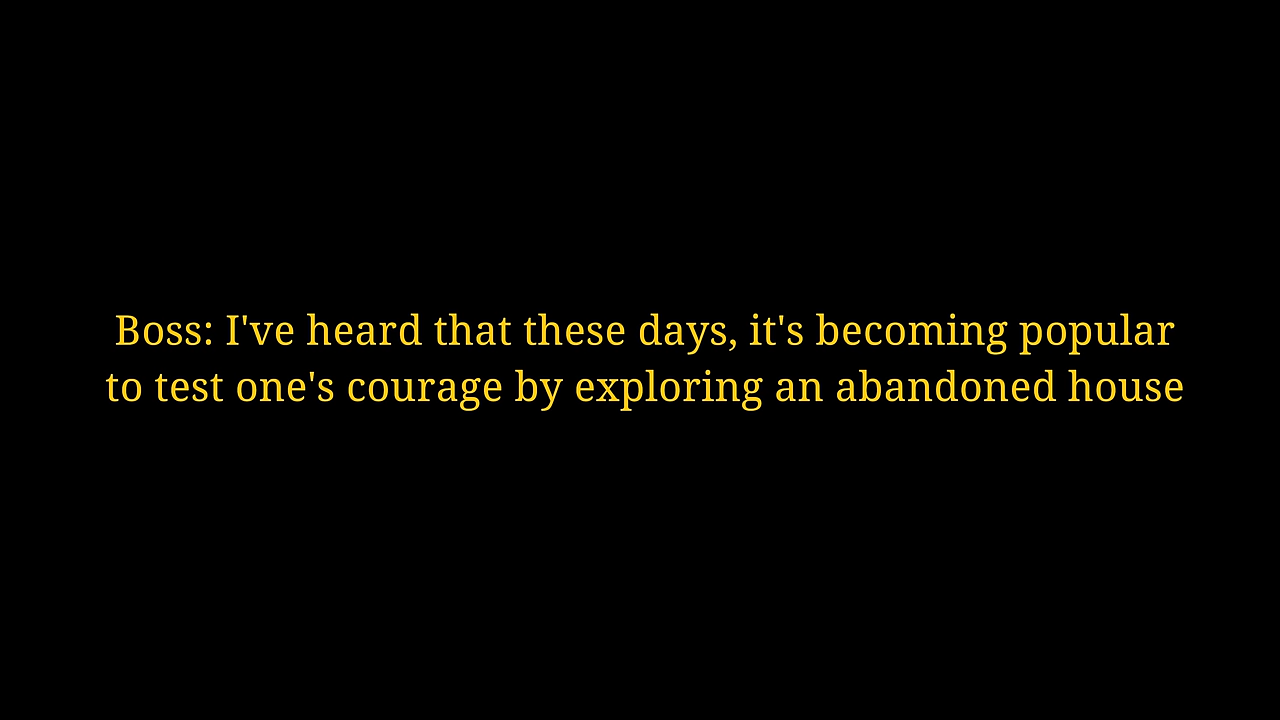 Boss: I've heard that these days, it's becoming popular
to test one's courage by exploring an abandoned house